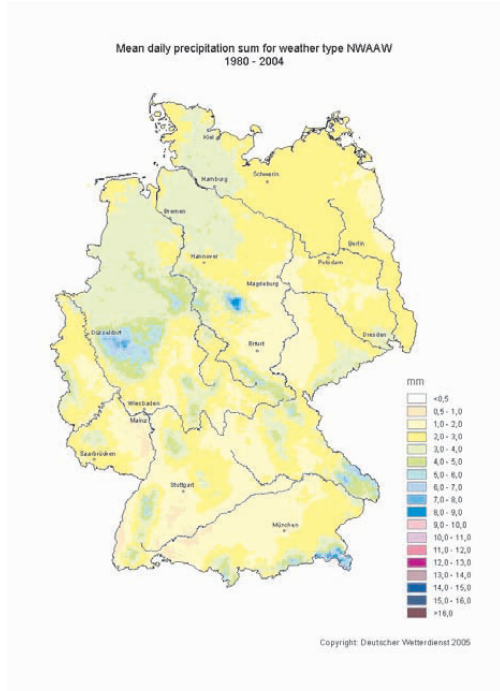 Mean daily precipitation sum for weather type NWAAW
1980 - 2004
Kiel
Schwerin
Hamburg
Bremen
Berlin
Hannover
Potsdam
Magdeburg
Düsseldorf
Dresden
Erfurt
Wiesbaden
Mainz
Saarbrücken
Stuttgart
München
mm
<0,5
0,5 - 1,0
1,0 - 2,0
2,0 - 3,0
3,0 - 4,0
4,0 - 5,0
5,0 - 6,0
6,0 - 7,0
7,0 - 8,0
8,0 - 9,0
9,0 - 10,0
10,0 - 11,0
11,0 - 12,0
12,0 - 13,0
13,0 - 14,0
14,0 - 15,0
15,0 - 16,0
>16,0
Copyright: Deutscher Wetterdienst 2005